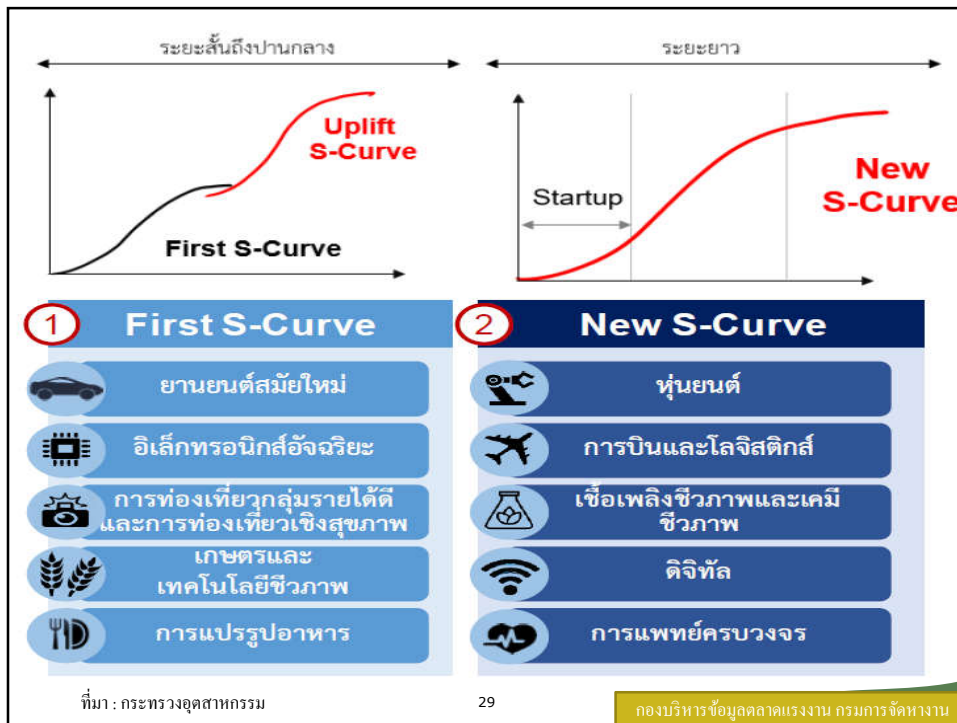 ระยะสั้นถึงปานกลาง
ระยะยาว
Uplift
S-Curve
First S-Curve
Startup
New
S-Curve
1 First S-Curve
ยานยนต์สมัยใหม่
อิเล็กทรอนิกส์อัจฉริยะ
การท่องเที่ยวกลุ่มรายได้ดี
และการท่องเที่ยวเชิงสุขภาพ
เกษตรและ
เทคโนโลยีชีวภาพ
การแปรรูปอาหาร
2 New S-Curve
หุ่นยนต์
การบินและโลจิสติกส์
เชื้อเพลิงชีวภาพและเคมี
ชีวภาพ
ดิจิทัล
การแพทย์ครบวงจร
ที่มา : กระทรวงอุตสาหกรรม
29
กองบริหารข้อมูลตลาดแรงงาน กรมการจัดหางาน